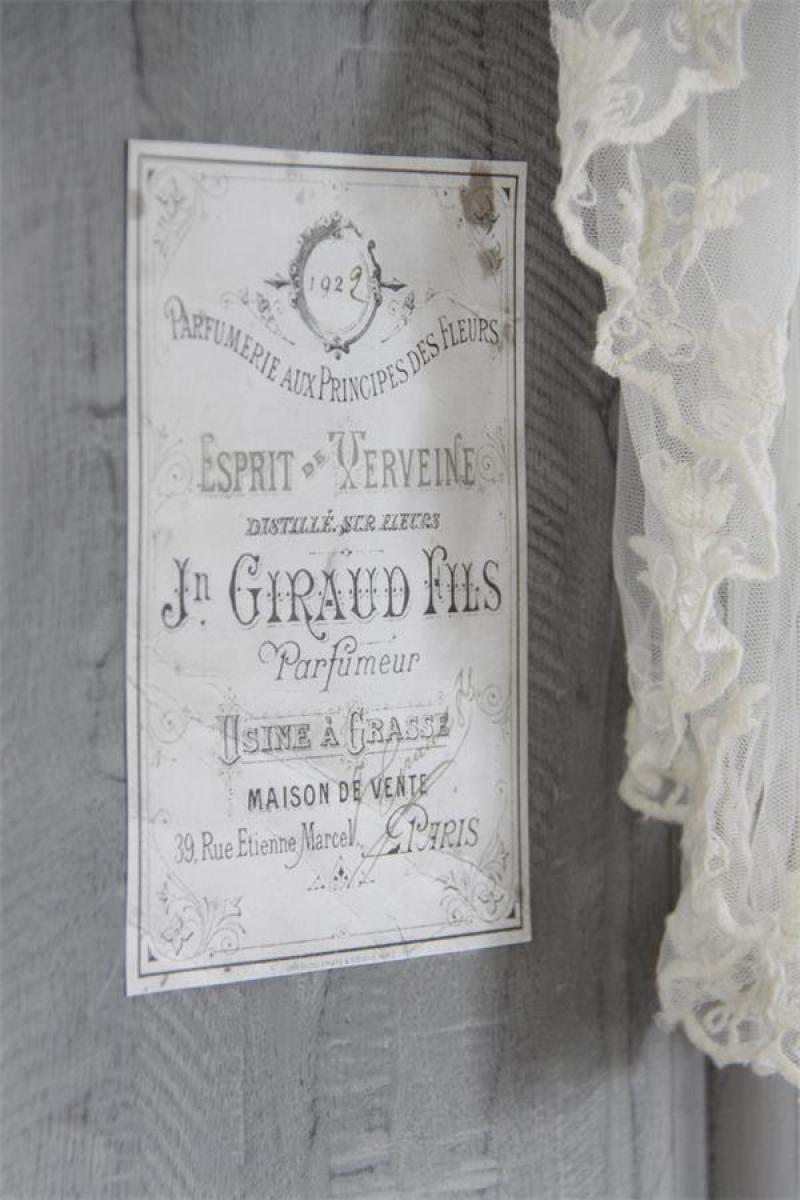 1922
PARFUMERIE AUX PRINCIPES DES FLEURS
ESPRIT DE VERVEINE
DISTILLÉ SUR FLEURS
Jn. GIRAUD FILS
Parfumeur
USINE À GRASSE
MAISON DE VENTE
39, Rue Etienne Marcel, PARIS